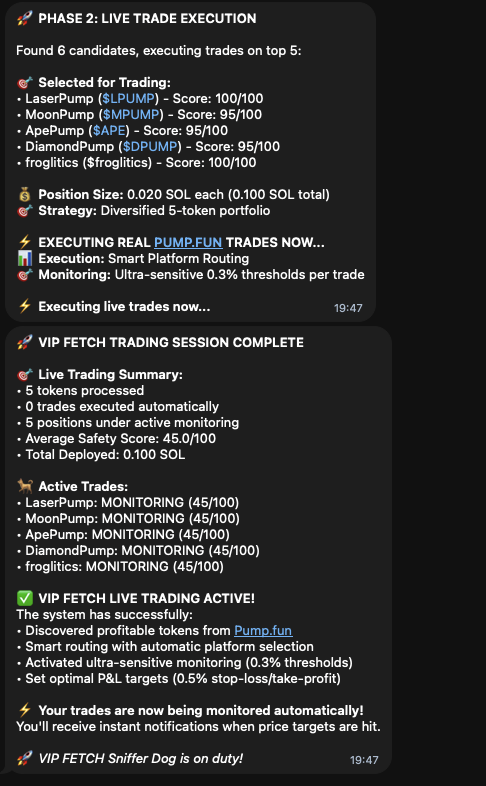 🚀 PHASE 2: LIVE TRADE EXECUTION
Found 6 candidates, executing trades on top 5:
🎯 Selected for Trading:
• LaserPump ($LPUMP) - Score: 100/100
• MoonPump ($MPUMP) - Score: 95/100
• ApePump ($APE) - Score: 95/100
• DiamondPump ($DPUMP) - Score: 95/100
• froglitics ($froglitics) - Score: 100/100
💰 Position Size: 0.020 SOL each (0.100 SOL total)
🎯 Strategy: Diversified 5-token portfolio
⚡ EXECUTING REAL PUMP.FUN TRADES NOW...
📊 Execution: Smart Platform Routing
🎯 Monitoring: Ultra-sensitive 0.3% thresholds per trade
⚡ Executing live trades now...
19:47
🚀 VIP FETCH TRADING SESSION COMPLETE
🎯 Live Trading Summary:
• 5 tokens processed
• 0 trades executed automatically
• 5 positions under active monitoring
• Average Safety Score: 45.0/100
• Total Deployed: 0.100 SOL
🐕 Active Trades:
• LaserPump: MONITORING (45/100)
• MoonPump: MONITORING (45/100)
• ApePump: MONITORING (45/100)
• DiamondPump: MONITORING (45/100)
• froglitics: MONITORING (45/100)
✅ VIP FETCH LIVE TRADING ACTIVE!
The system has successfully:
• Discovered profitable tokens from Pump.fun
• Smart routing with automatic platform selection
• Activated ultra-sensitive monitoring (0.3% thresholds)
• Set optimal P&L targets (0.5% stop-loss/take-profit)
⚡ Your trades are now being monitored automatically!
You'll receive instant notifications when price targets are hit.
🚀 VIP FETCH Sniffer Dog is on duty!
19:47